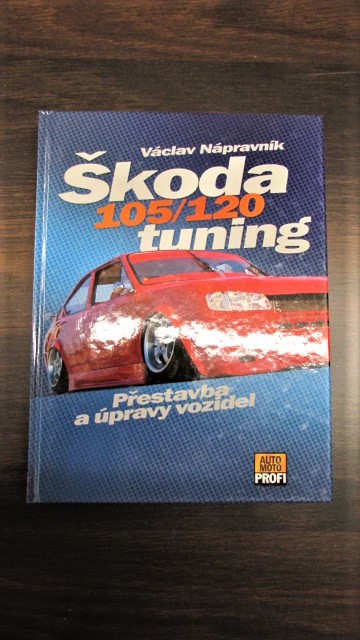 Václav Nápravník
Škoda
105/120
tuning
Přestavba
a úpravy vozidel
AUTO
MOTO
PROFI